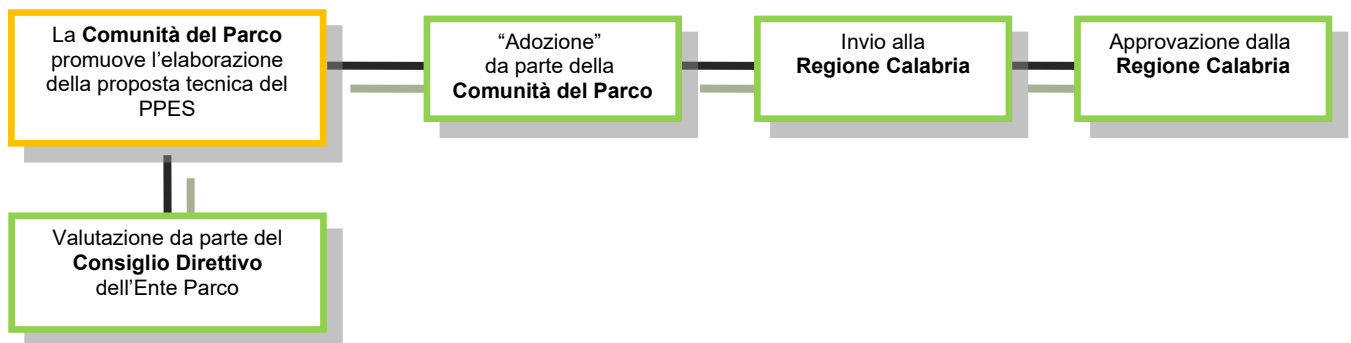 La Comunità del Parco
promuove l’elaborazione
della proposta tecnica del
PPES
“Adozione”
da parte della
Comunità del Parco
Invio alla
Regione Calabria
Approvazione dalla
Regione Calabria
Valutazione da parte del
Consiglio Direttivo
dell’Ente Parco